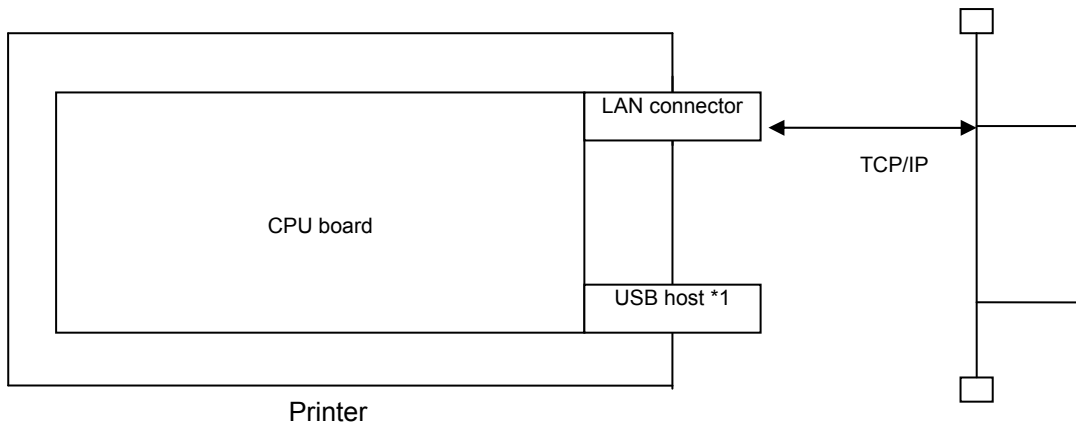 LAN connector
TCP/IP
CPU board
USB host *1
Printer